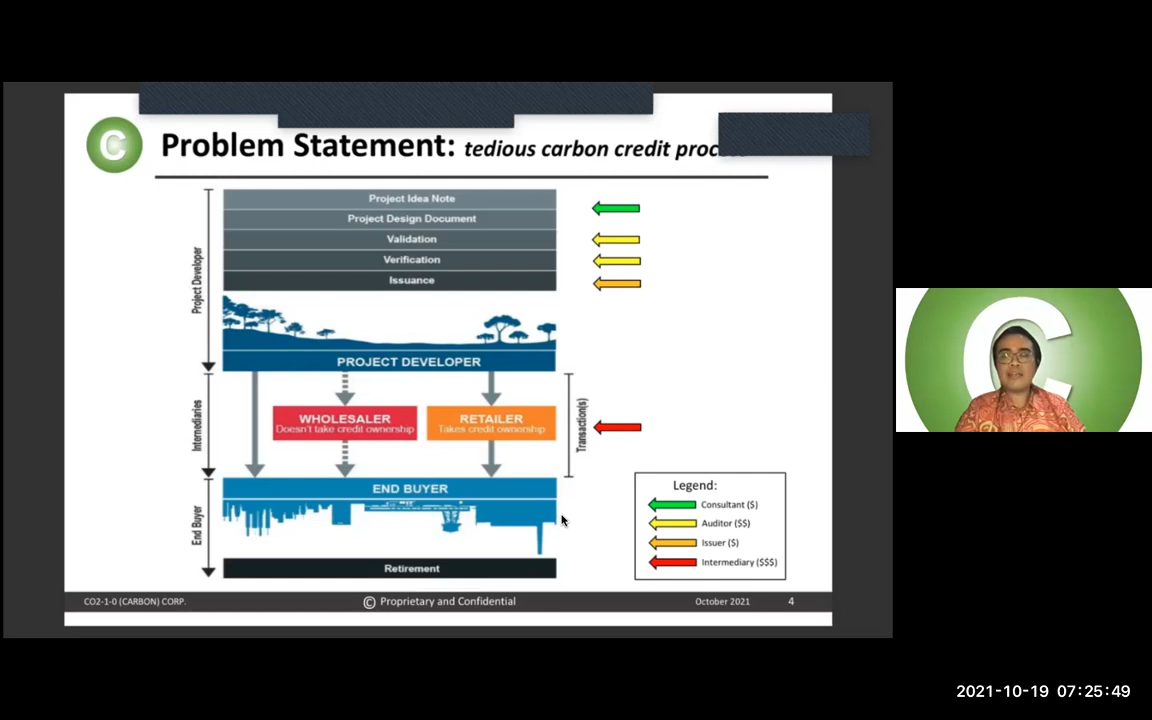 C
Problem Statement: tedious carbon credit
Project Developer
Project Idea Note
Project Design Document
Validation
Verification
Issuance
PROJECT DEVELOPER
Internediaries
WHOLESALER
Doesn't take credit ownership
RETAILER
Takes credit ownership
Transaction(s)
End Buyer
END BUYER
Retirement
Legend:
Consultant ($)
Auditor ($$)
Issuer ($)
Intermediary ($$$)
CO2-1-0 (CARBON) CORP.
© Proprietary and Confidential
October 2021
4
C
2021-10-19 07:25:49